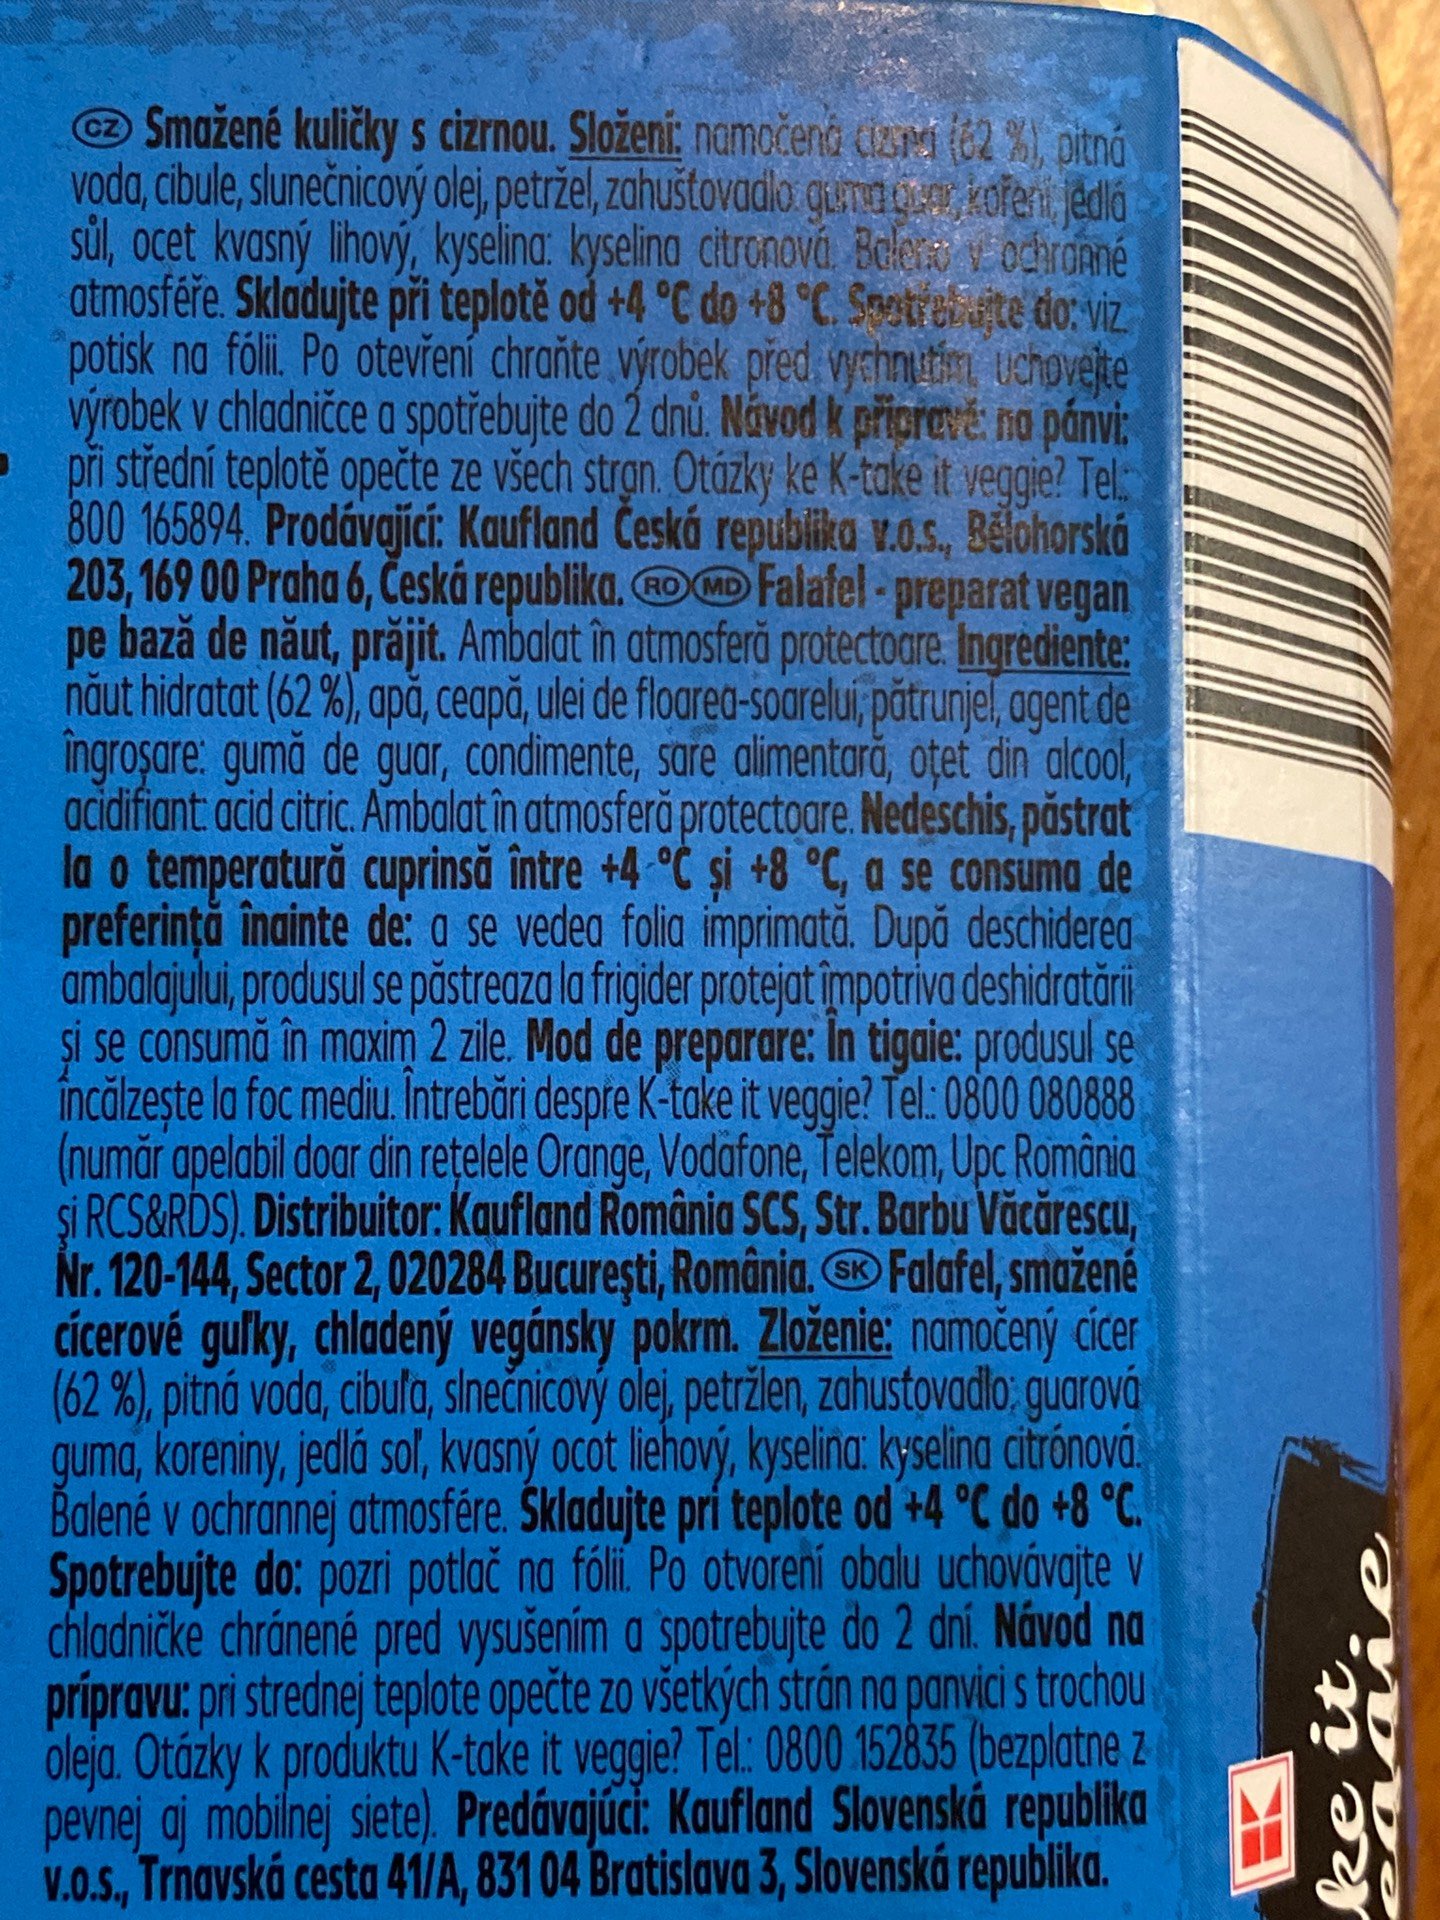 CZ Smažené kuličky s cizrnou. Složení: namočená cizrna (62 %), pitná
voda, cibule, slunečnicový olej, petržel, zahušťovadlo: guma guar, koření, jedlá
sůl, ocet kvasný lihový, kyselina: kyselina citronová. Baleno v ochranné
atmosféře. Skladujte při teplotě od +4 °C do +8 °C. Spotřebujte do: viz
potisk na fólii. Po otevření chraňte výrobek před vychnutím, uchovejte
výrobek v chladničce a spotřebujte do 2 dnů. Návod k přípravě: na pánvi:
při střední teplotě opečte ze všech stran. Otázky ke K-take it veggie? Tel.:
800 165894. Prodávající: Kaufland Česká republika v.o.s., Bělohorská
203, 169 00 Praha 6, Česká republika. RO MD Falafel - preparat vegan
pe bază de năut, prăjit. Ambalat în atmosferă protectoare. Ingrediente:
năut hidratat (62 %), apă, ceapă, ulei de floarea-soarelui, pătrunjel, agent de
îngroșare: gumă de guar, condimente, sare alimentară, oțet din alcool,
acidifiant: acid citric. Ambalat în atmosferă protectoare. Nedeschis, păstrat
la o temperatură cuprinsă între +4 °C și +8 °C, a se consuma de
preferință înainte de: a se vedea folia imprimată. După deschiderea
ambalajului, produsul se păstreaza la frigider protejat împotriva deshidratării
și se consumă în maxim 2 zile. Mod de preparare: În tigaie: produsul se
încălzește la foc mediu. Întrebări despre K-take it veggie? Tel.: 0800 080888
(număr apelabil doar din rețelele Orange, Vodafone, Telekom, Upc România
și RCS&RDS). Distribuitor: Kaufland România SCS, Str. Barbu Văcărescu,
Nr. 120-144, Sector 2, 020284 București, România. SK Falafel, smažené
cícerové guľky, chladený vegánsky pokrm. Zloženie: namočený cícer
(62 %), pitná voda, cibuľa, slnečnicový olej, petržlen, zahusťovadlo: guarová
guma, koreniny, jedlá soľ, kvasný ocot liehový, kyselina: kyselina citrónová.
Balené v ochrannej atmosfére. Skladujte pri teplote od +4 °C do +8 °C.
Spotrebujte do: pozri potlač na fólii. Po otvorení obalu uchovávajte v
chladničke chránené pred vysušením a spotrebujte do 2 dní. Návod na
prípravu: pri strednej teplote opečte zo všetkých strán na panvici s trochou
oleja. Otázky k produktu K-take it veggie? Tel.: 0800 152835 (bezplatne z
pevnej aj mobilnej siete). Predávajúci: Kaufland Slovenská republika
v.o.s., Trnavská cesta 41/A, 831 04 Bratislava 3, Slovenská republika.
ke it